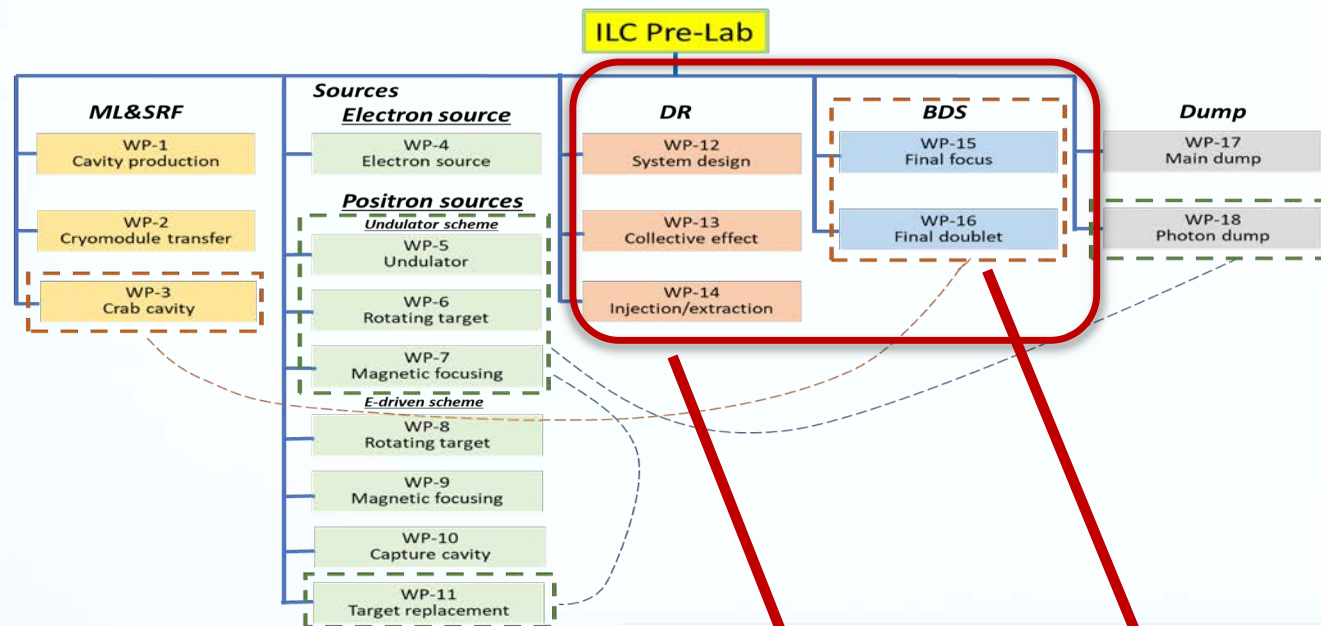 ILC Pre-Lab
ML&SRF
WP-1
Cavity production
WP-2
Cryomodule transfer
WP-3
Crab cavity
Sources
Electron source
WP-4
Electron source
Positron sources
Undulator scheme
WP-5
Undulator
WP-6
Rotating target
WP-7
Magnetic focusing
E-driven scheme
WP-8
Rotating target
WP-9
Magnetic focusing
WP-10
Capture cavity
WP-11
Target replacement
DR
WP-12
System design
WP-13
Collective effect
WP-14
Injection/extraction
BDS
WP-15
Final focus
WP-16
Final doublet
Dump
WP-17
Main dump
WP-18
Photon dump